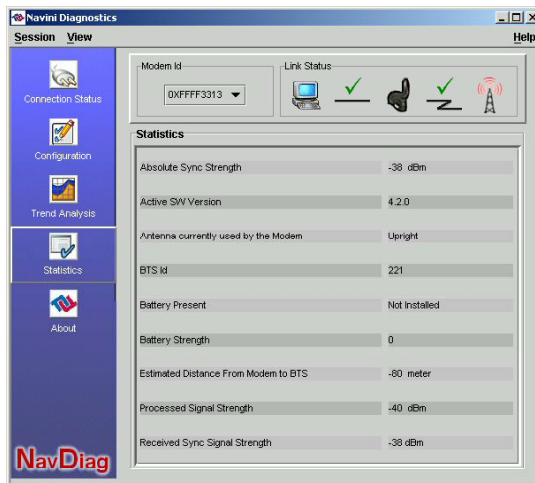 Navini Diagnostics
Session View Help
Connection Status
Configuration
Trend Analysis
Statistics
About
NavDiag
Modem Id
0XFFFF3313
Link Status
Statistics
Absolute Sync Strength -38 dBm
Active SW Version 4.2.0
Antenna currently used by the Modem Upright
BTS Id 221
Battery Present Not Installed
Battery Strength 0
Estimated Distance From Modem to BTS -80 meter
Processed Signal Strength -40 dBm
Received Sync Signal Strength -38 dBm